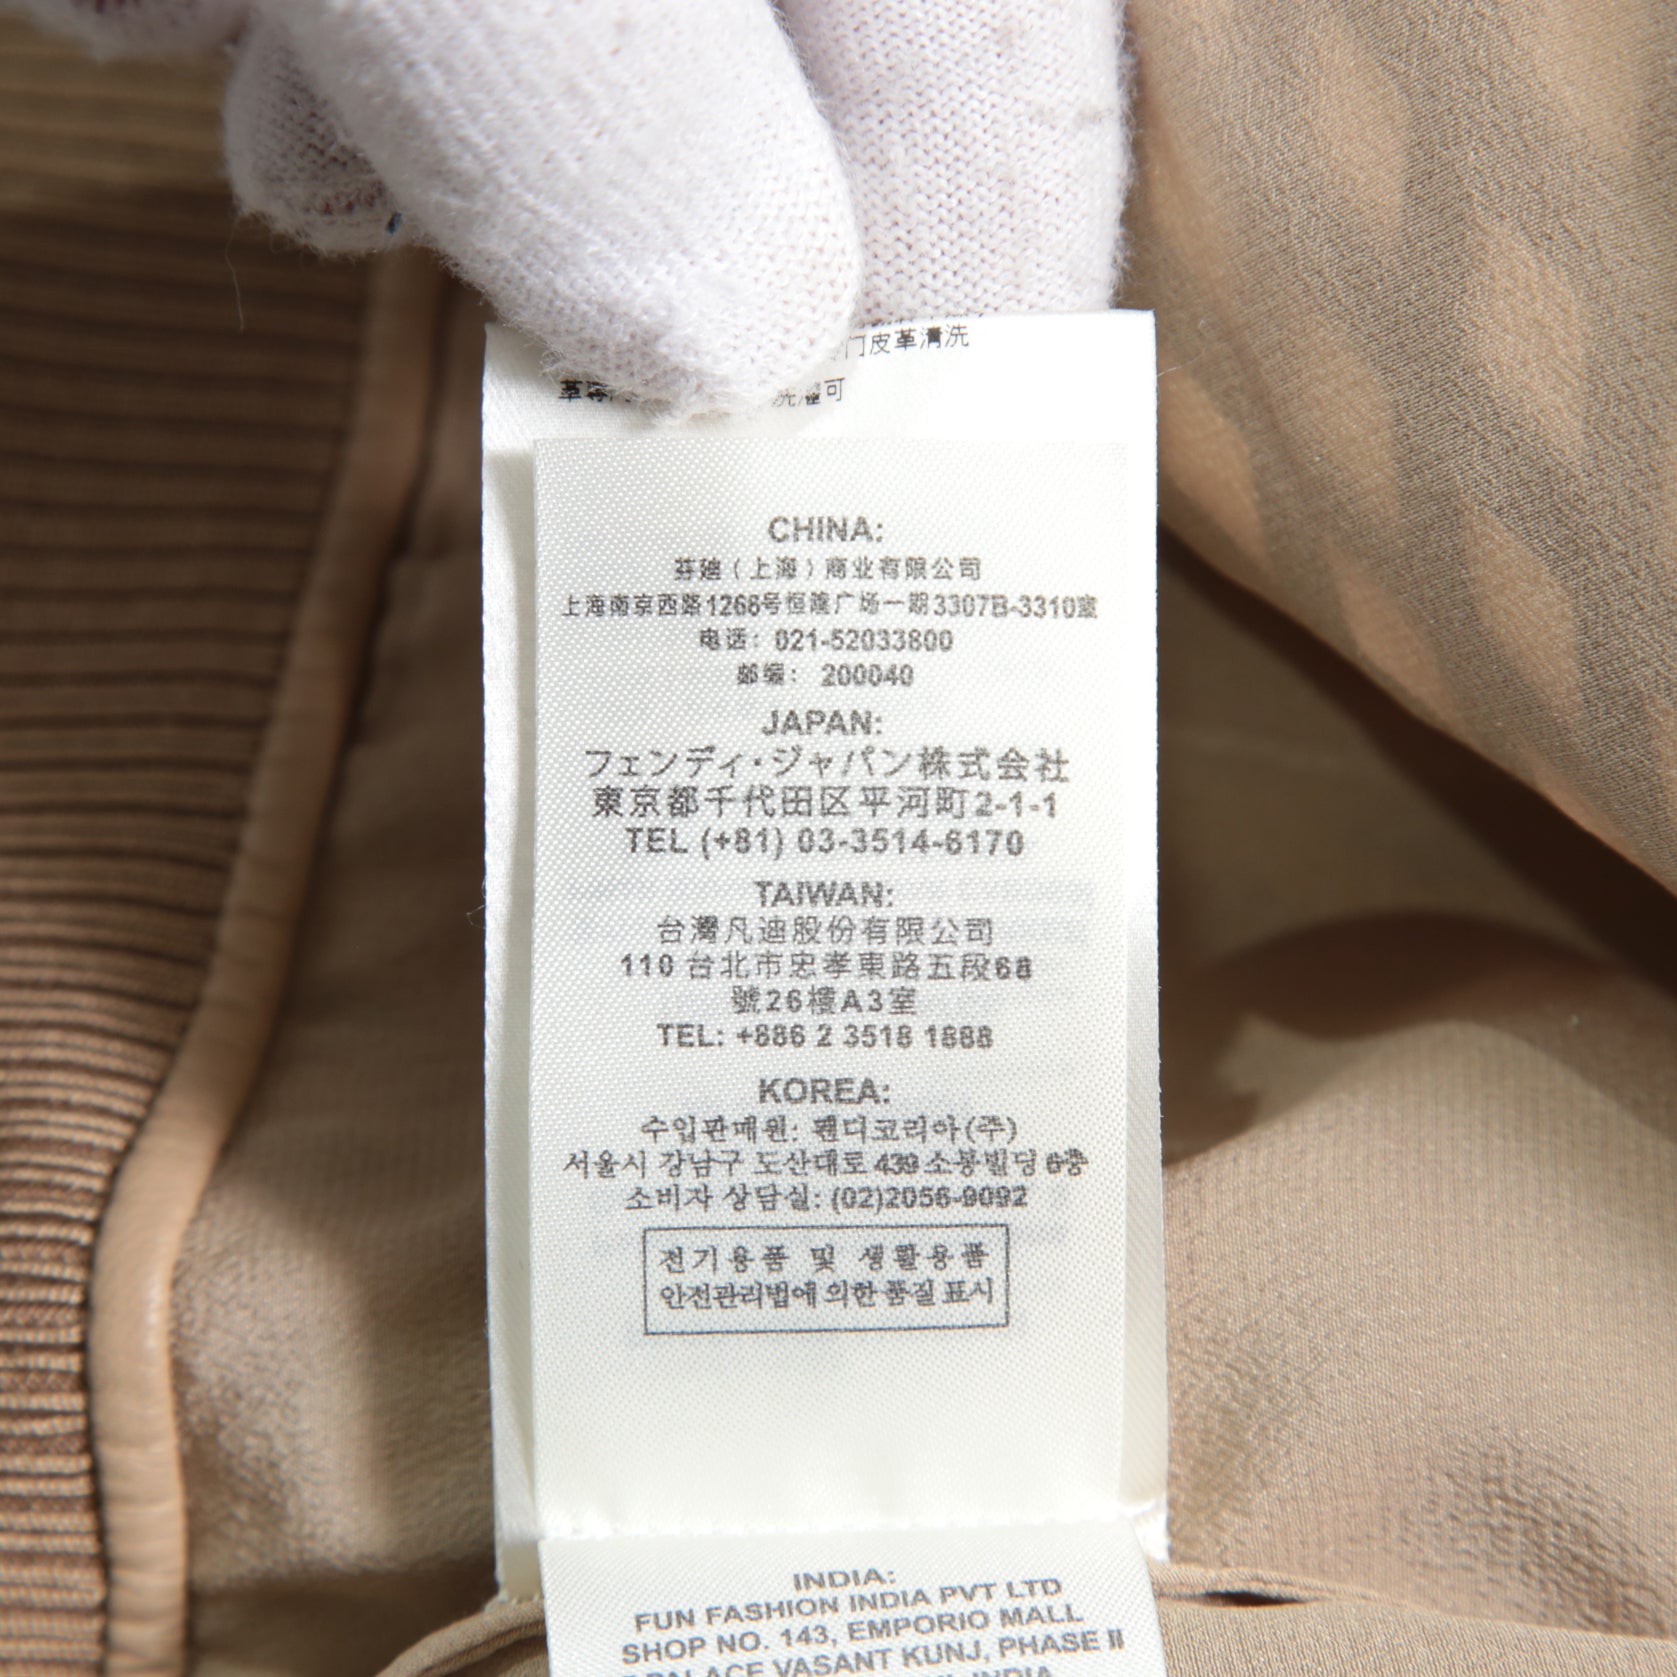 门皮革清洗
革專
洗滌可
CHINA:
芬迪（上海）商业有限公司
上海南京西路1266号恒隆广场一期3307B-3310室
电话：021-52033800
邮编：200040
JAPAN:
フェンディ・ジャパン株式会社
東京都千代田区平河町2-1-1
TEL (+81) 03-3514-6170
TAIWAN:
台灣凡迪股份有限公司
110 台北市忠孝東路五段68
號26樓A3室
TEL: +886 2 3518 1888
KOREA:
수입판매원: 펜디코리아(주)
서울시 강남구 도산대로 439 소봉빌딩 6층
소비자 상담실: (02)2056-9092
전기용품 및 생활용품
안전관리법에 의한 품질 표시
INDIA:
FUN FASHION INDIA PVT LTD
SHOP NO. 143, EMPORIO MALL
PALACE VASANT KUNJ, PHASE II
INDIA